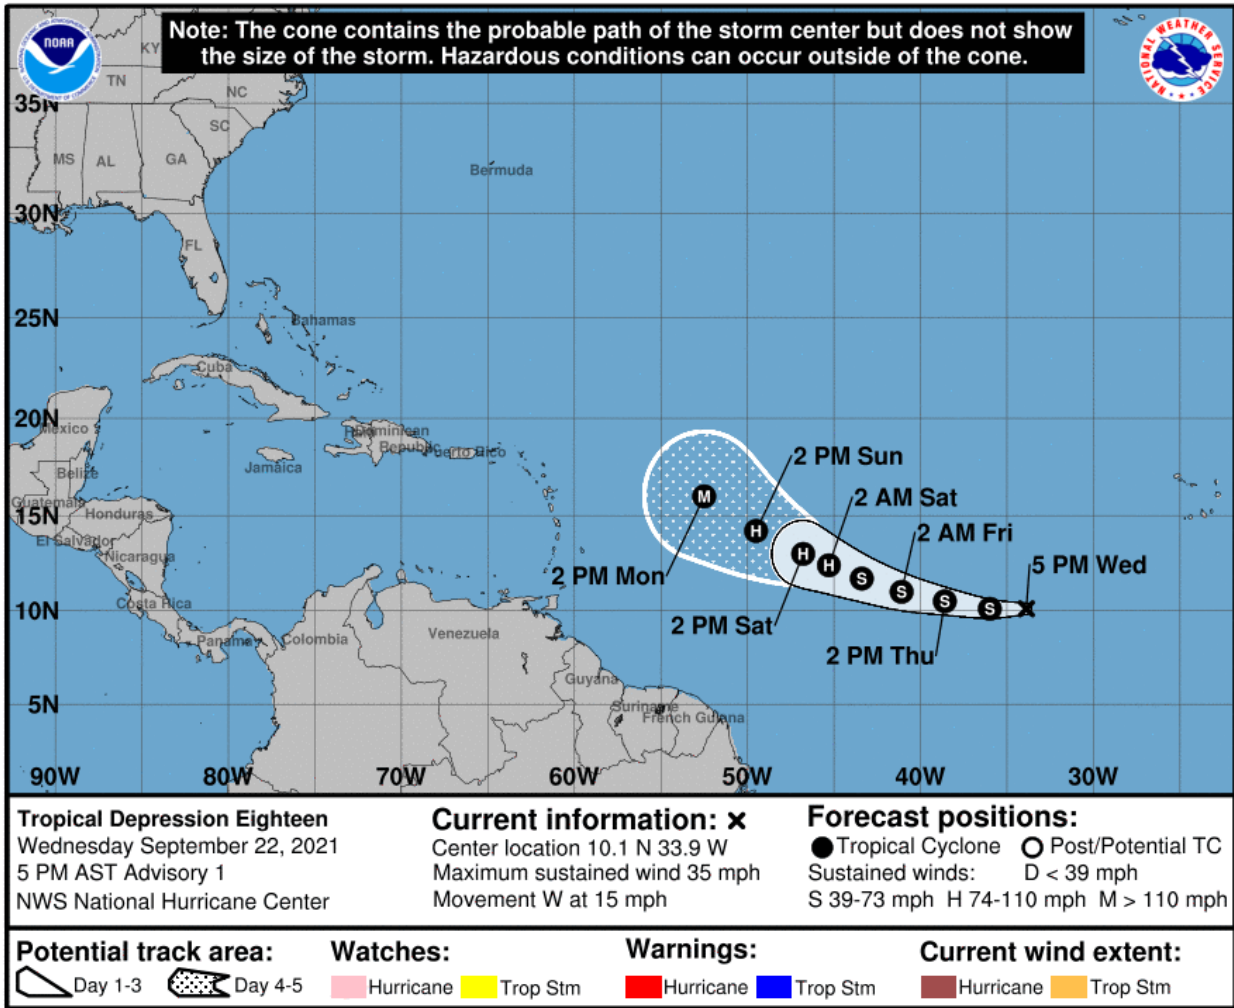 Note: The cone contains the probable path of the storm center but does not show
the size of the storm. Hazardous conditions can occur outside of the cone.
NOAA
NATIONAL WEATHER SERVICE
KY
TN
NC
SC
MS
AL
GA
FL
Bermuda
Bahamas
Cuba
Mexico
Dominican
Republic
Puerto Rico
Jamaica
Belize
Guatemala
Honduras
El Salvador
Nicaragua
Costa Rica
Panama
Colombia
Venezuela
Guyana
Suriname
French Guiana
35N
30N
25N
20N
15N
10N
5N
90W
80W
70W
60W
50W
40W
30W
2 PM Sun
2 AM Sat
2 AM Fri
5 PM Wed
2 PM Mon
2 PM Sat
2 PM Thu
M
H
H
H
S
S
S
S
Tropical Depression Eighteen
Wednesday September 22, 2021
5 PM AST Advisory 1
NWS National Hurricane Center
Current information: x
Center location 10.1 N 33.9 W
Maximum sustained wind 35 mph
Movement W at 15 mph
Forecast positions:
Tropical Cyclone Post/Potential TC
Sustained winds: D < 39 mph
S 39-73 mph H 74-110 mph M > 110 mph
Potential track area:
Day 1-3 Day 4-5
Watches:
Hurricane Trop Stm
Warnings:
Hurricane Trop Stm
Current wind extent:
Hurricane Trop Stm